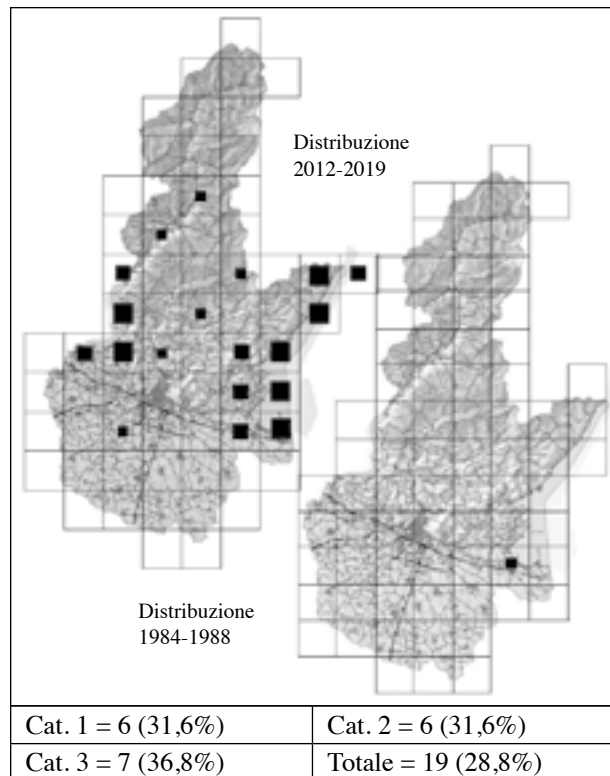 Distribuzione
2012-2019
Distribuzione
1984-1988
Cat. 1 = 6 (31,6%)
Cat. 2 = 6 (31,6%)
Cat. 3 = 7 (36,8%)
Totale = 19 (28,8%)